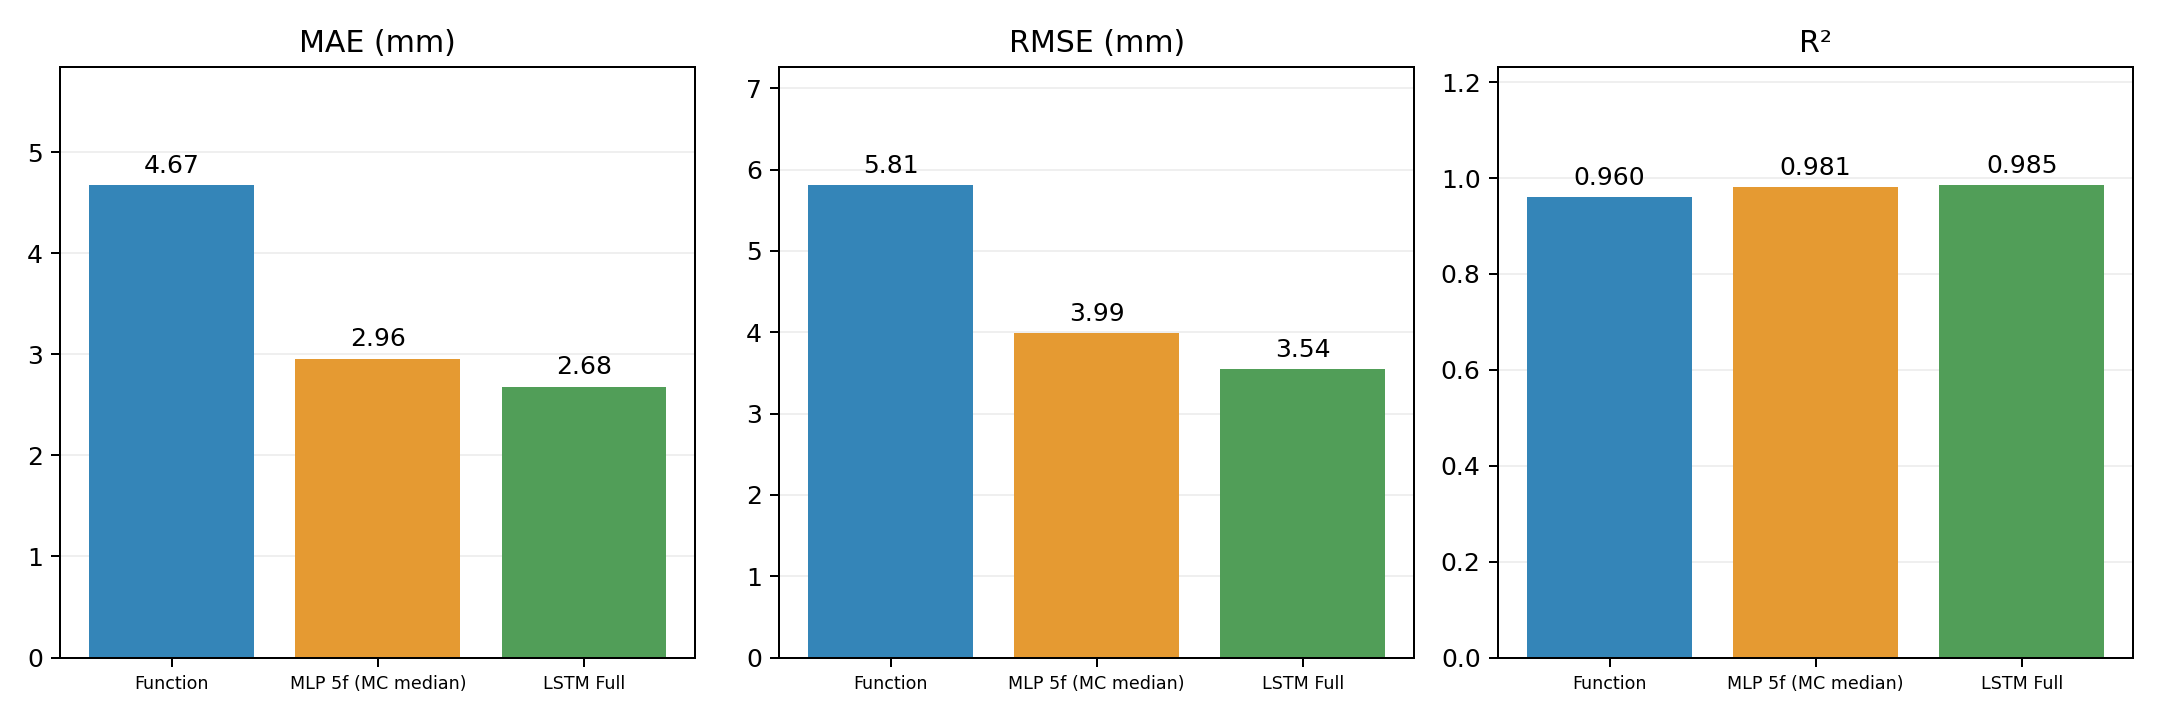 MAE (mm)
5
4
3
2
1
0
4.67
2.96
2.68
Function
MLP 5f (MC median)
LSTM Full
RMSE (mm)
7
6
5
4
3
2
1
0
5.81
3.99
3.54
Function
MLP 5f (MC median)
LSTM Full
R²
1.2
1.0
0.8
0.6
0.4
0.2
0.0
0.960
0.981
0.985
Function
MLP 5f (MC median)
LSTM Full